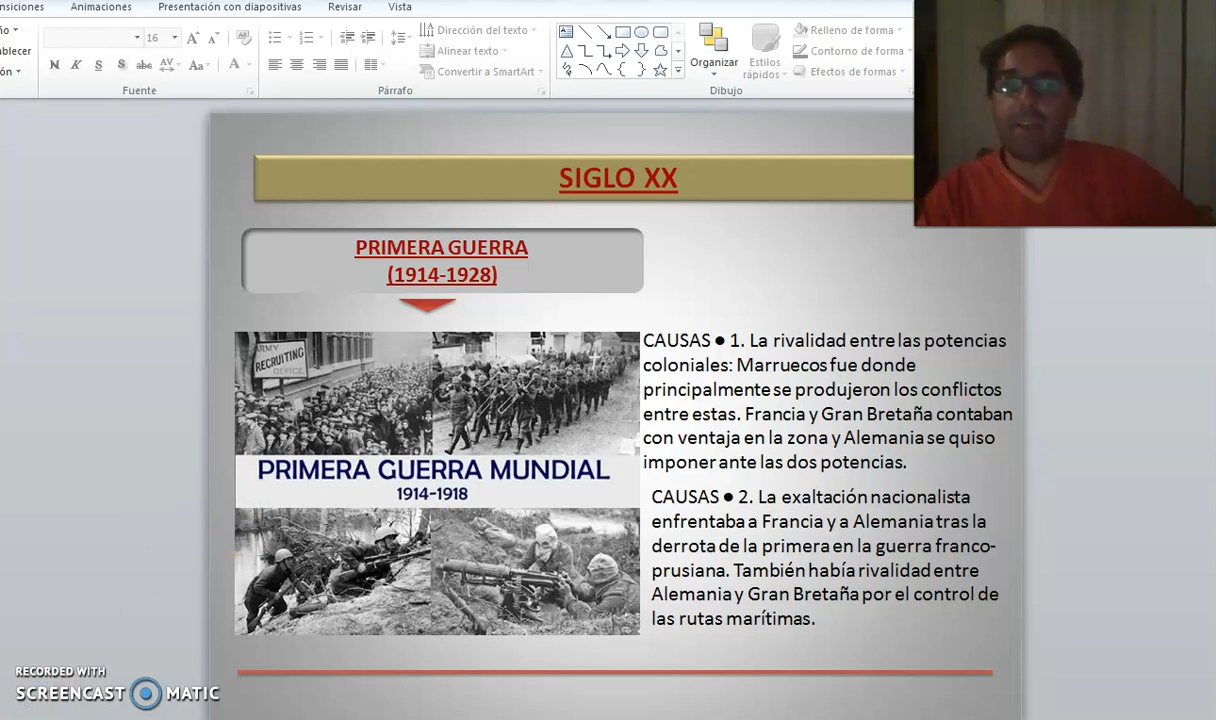 nsiciones Animaciones Presentación con diapositivas Revisar Vista
ño
16
Dirección del texto
Relleno de forma
ablecer
Alinear texto
Contorno de forma
ón
N K S S abc AV Aa A
Convertir a SmartArt
Organizar
Estilos
rápidos
Efectos de formas
Fuente
Párrafo
Dibujo
SIGLO XX
PRIMERA GUERRA
(1914-1928)
ARMY
RECRUITING
OFFICE
PRIMERA GUERRA MUNDIAL
1914-1918
CAUSAS ● 1. La rivalidad entre las potencias
coloniales: Marruecos fue donde
principalmente se produjeron los conflictos
entre estas. Francia y Gran Bretaña contaban
con ventaja en la zona y Alemania se quiso
imponer ante las dos potencias.
CAUSAS ● 2. La exaltación nacionalista
enfrentaba a Francia y a Alemania tras la
derrota de la primera en la guerra franco-
prusiana. También había rivalidad entre
Alemania y Gran Bretaña por el control de
las rutas marítimas.
RECORDED WITH
SCREENCAST MATIC